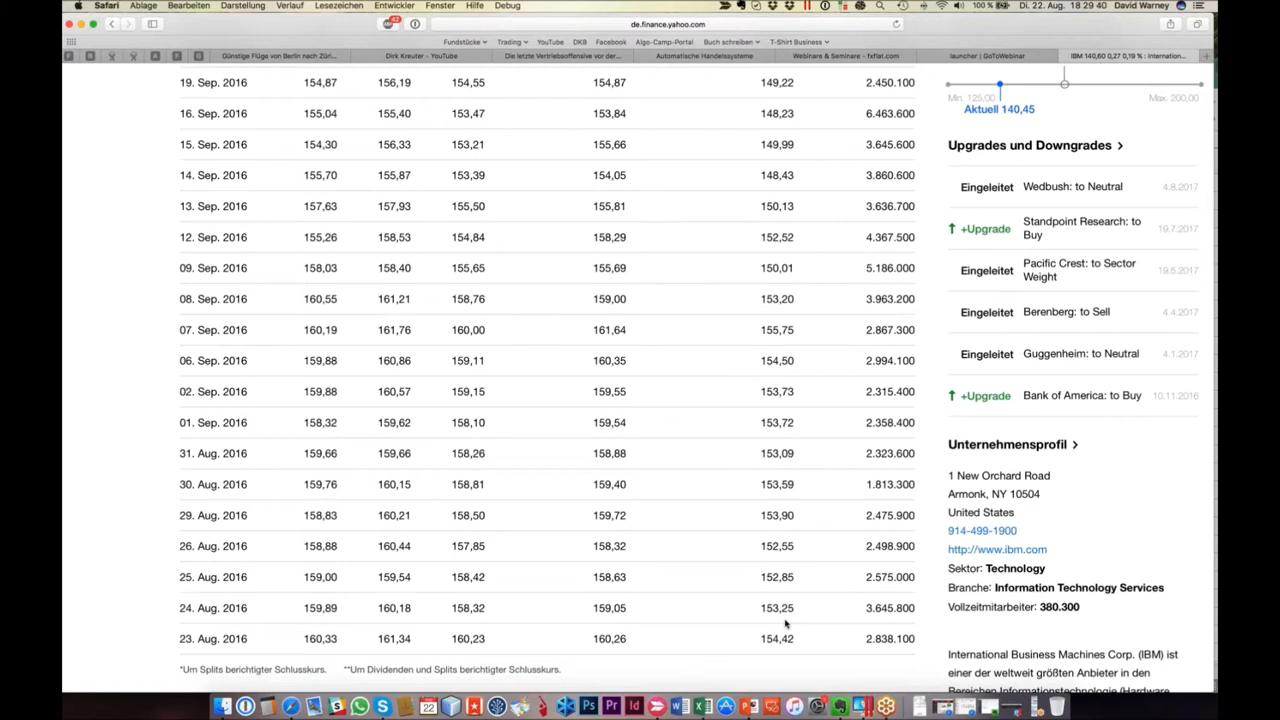 Safari Ablage Bearbeiten Darstellung Verlauf Lesezeichen Entwickler Fenster Hilfe Debug 100 % Di. 22. Aug. 18 29 40 David Warney
42 de.finance.yahoo.com
Fundstücke Trading YouTube DKB Facebook Algo-Camp-Portal Buch schreiben T-Shirt Business
Günstige Flüge von Berlin nach Züri... Dirk Kreuter - YouTube Die letzte Vertriebsoffensive vor der... Automatische Handelssysteme Webinare & Seminare - fxflat.com launcher | GoToWebinar IBM 140,60 0,27 0,19 % : Internation...
19. Sep. 2016 154,87 156,19 154,55 154,87 149,22 2.450.100
16. Sep. 2016 155,04 155,40 153,47 153,84 148,23 6.463.600
15. Sep. 2016 154,30 156,33 153,21 155,66 149,99 3.645.600
14. Sep. 2016 155,70 155,87 153,39 154,05 148,43 3.860.600
13. Sep. 2016 157,63 157,93 155,50 155,81 150,13 3.636.700
12. Sep. 2016 155,26 158,53 154,84 158,29 152,52 4.367.500
09. Sep. 2016 158,03 158,40 155,65 155,69 150,01 5.186.000
08. Sep. 2016 160,55 161,21 158,76 159,00 153,20 3.963.200
07. Sep. 2016 160,19 161,76 160,00 161,64 155,75 2.867.300
06. Sep. 2016 159,88 160,86 159,11 160,35 154,50 2.994.100
02. Sep. 2016 159,88 160,57 159,15 159,55 153,73 2.315.400
01. Sep. 2016 158,32 159,62 158,10 159,54 153,72 2.358.400
31. Aug. 2016 159,66 159,66 158,26 158,88 153,09 2.323.600
30. Aug. 2016 159,76 160,15 158,81 159,40 153,59 1.813.300
29. Aug. 2016 158,83 160,21 158,50 159,72 153,90 2.475.900
26. Aug. 2016 158,88 160,44 157,85 158,32 152,55 2.498.900
25. Aug. 2016 159,00 159,54 158,42 158,63 152,85 2.575.000
24. Aug. 2016 159,89 160,18 158,32 159,05 153,25 3.645.800
23. Aug. 2016 160,33 161,34 160,23 160,26 154,42 2.838.100
*Um Splits berichtigter Schlusskurs. **Um Dividenden und Splits berichtigter Schlusskurs.
Min. 125,00 Max. 200,00
Aktuell 140,45
Upgrades und Downgrades
Eingeleitet Wedbush: to Neutral 4.8.2017
+Upgrade Standpoint Research: to Buy 19.7.2017
Eingeleitet Pacific Crest: to Sector Weight 19.5.2017
Eingeleitet Berenberg: to Sell 4.4.2017
Eingeleitet Guggenheim: to Neutral 4.1.2017
+Upgrade Bank of America: to Buy 10.11.2016
Unternehmensprofil
1 New Orchard Road
Armonk, NY 10504
United States
914-499-1900
http://www.ibm.com
Sektor: Technology
Branche: Information Technology Services
Vollzeitmitarbeiter: 380.300
International Business Machines Corp. (IBM) ist
einer der weltweit größten Anbieter in den
Bereichen Informationstechnologie (Hardware
22 Ps Pr Id